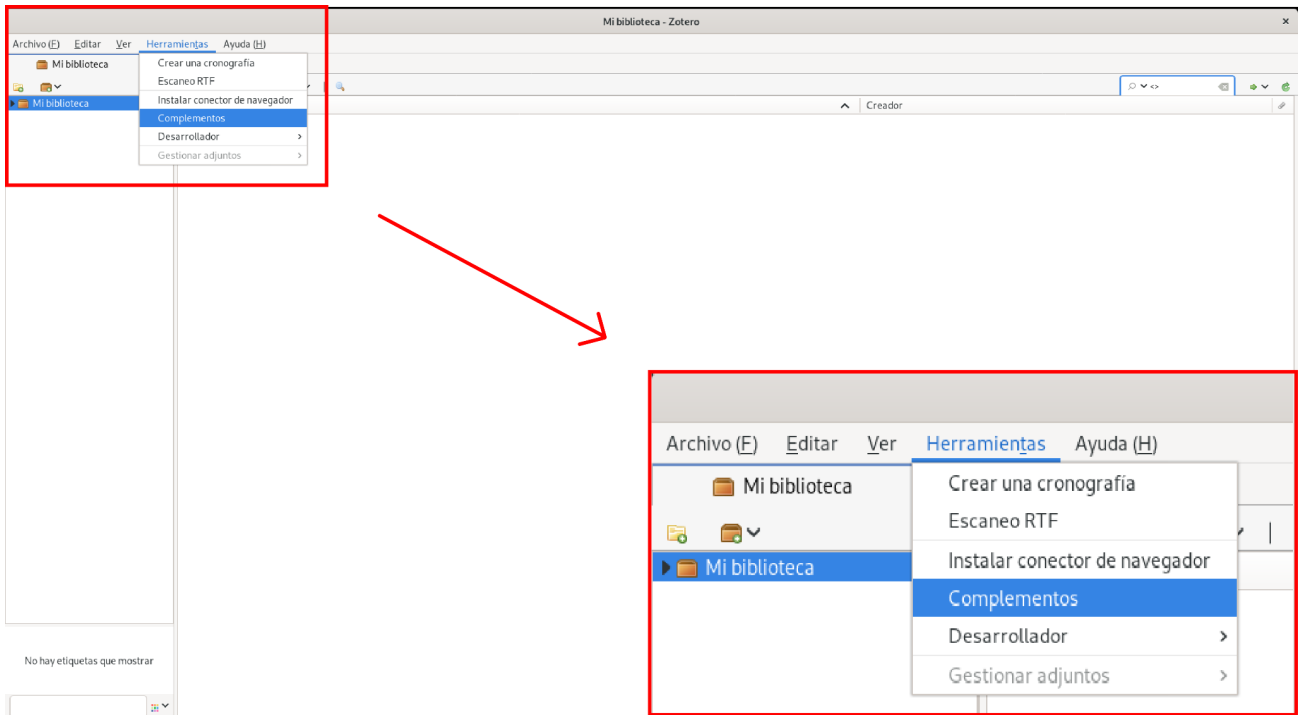 Mi biblioteca - Zotero
Archivo (F) Editar Ver Herramientas Ayuda (H)
Mi biblioteca
Mi biblioteca
Crear una cronografía
Escaneo RTF
Instalar conector de navegador
Complementos
Desarrollador
Gestionar adjuntos
Creador
No hay etiquetas que mostrar
Archivo (F) Editar Ver Herramientas Ayuda (H)
Mi biblioteca
Mi biblioteca
Crear una cronografía
Escaneo RTF
Instalar conector de navegador
Complementos
Desarrollador
Gestionar adjuntos